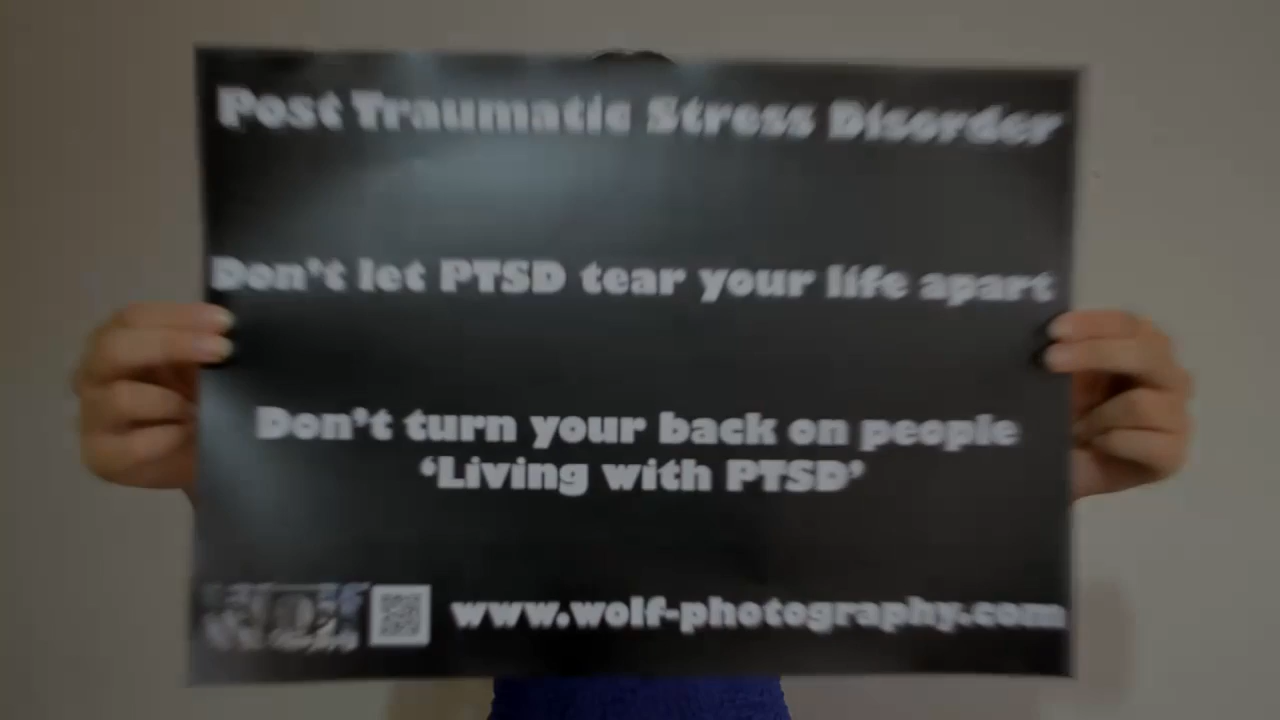 Post Traumatic Stress Disorder
Don't let PTSD tear your life apart
Don't turn your back on people
'Living with PTSD'
www.wolf-photography.com